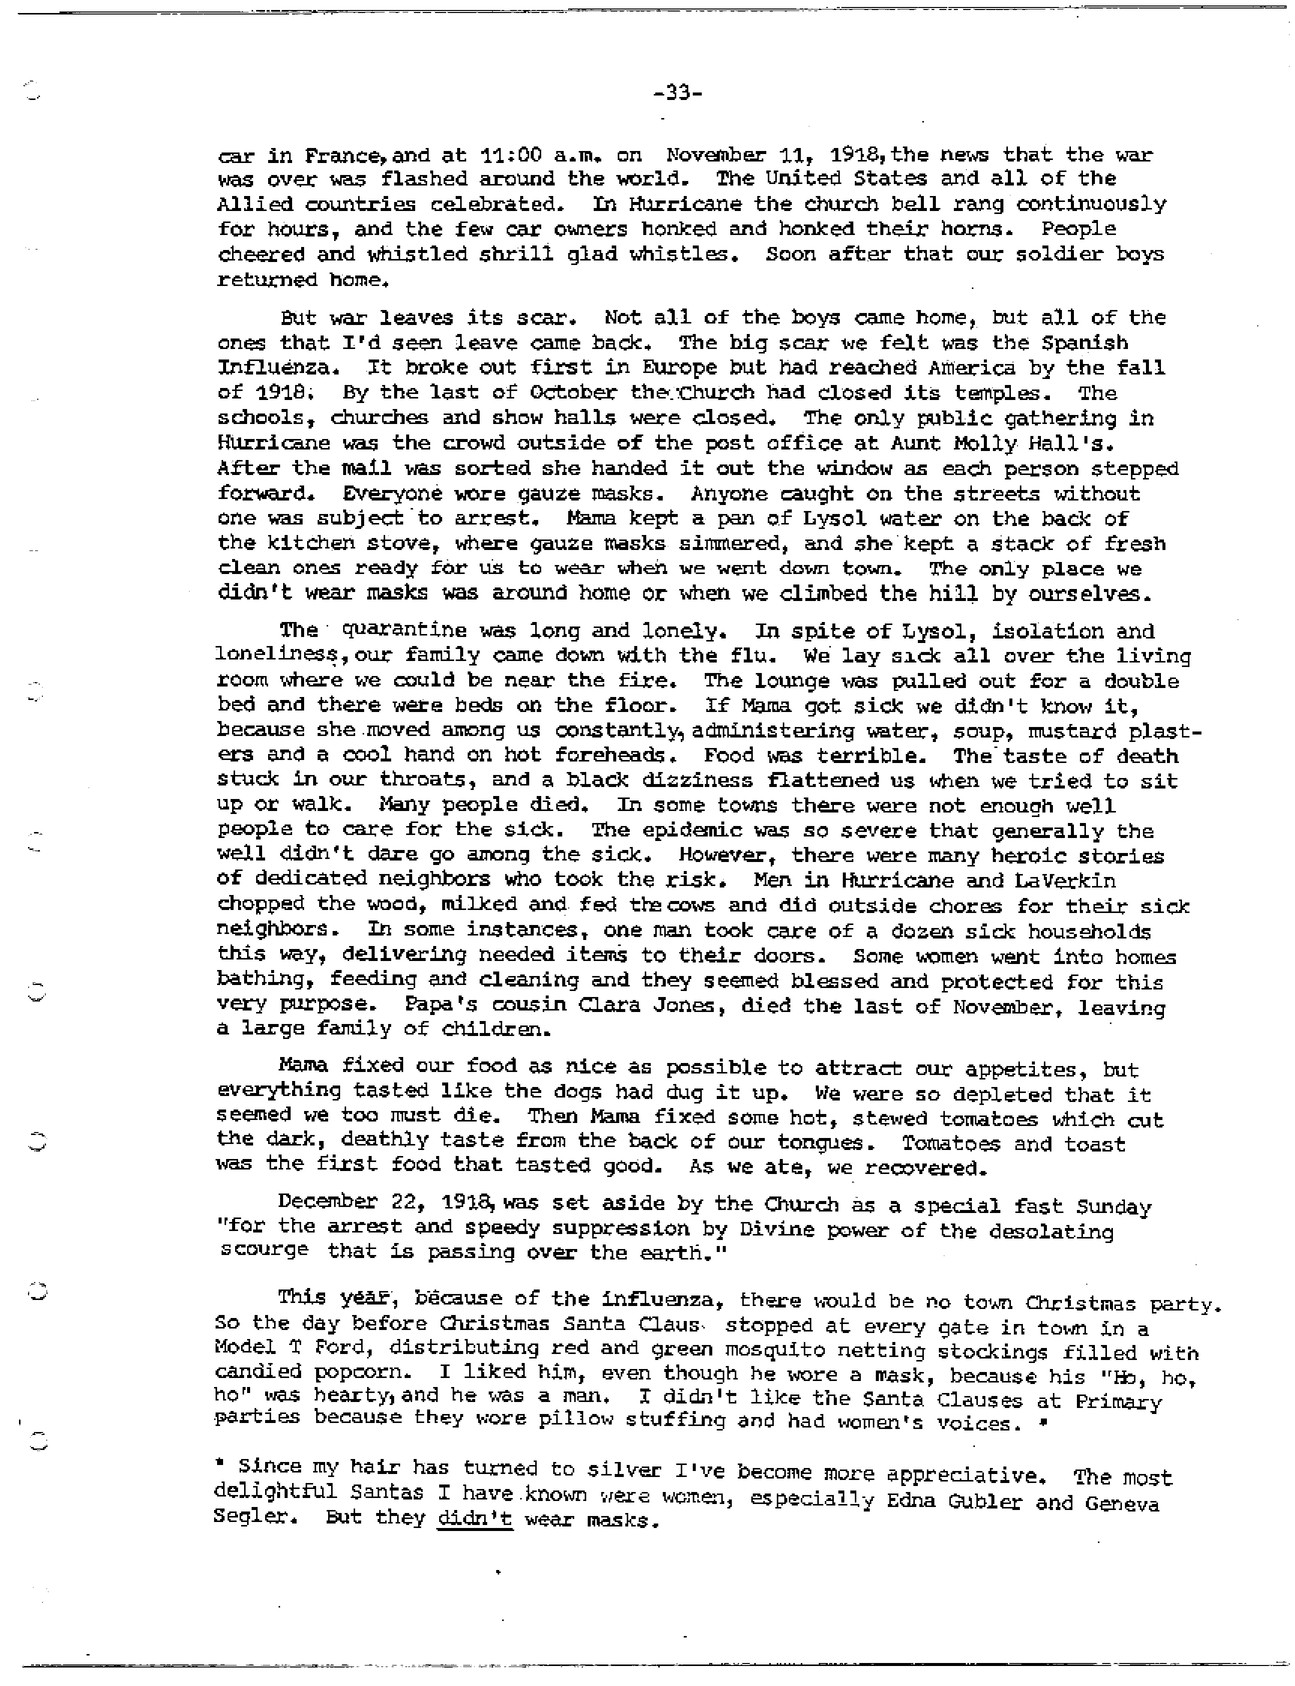 -33-
car in France, and at 11:00 a.m. on November 11, 1918, the news that the war
was over was flashed around the world. The United States and all of the
Allied countries celebrated. In Hurricane the church bell rang continuously
for hours, and the few car owners honked and honked their horns. People
cheered and whistled shrill glad whistles. Soon after that our soldier boys
returned home.
But war leaves its scar. Not all of the boys came home, but all of the
ones that I'd seen leave came back. The big scar we felt was the Spanish
Influenza. It broke out first in Europe but had reached America by the fall
of 1918. By the last of October the Church had closed its temples. The
schools, churches and show halls were closed. The only public gathering in
Hurricane was the crowd outside of the post office at Aunt Molly Hall's.
After the mail was sorted she handed it out the window as each person stepped
forward. Everyone wore gauze masks. Anyone caught on the streets without
one was subject to arrest. Mama kept a pan of Lysol water on the back of
the kitchen stove, where gauze masks simmered, and she kept a stack of fresh
clean ones ready for us to wear when we went down town. The only place we
didn't wear masks was around home or when we climbed the hill by ourselves.
The quarantine was long and lonely. In spite of Lysol, isolation and
loneliness, our family came down with the flu. We lay sick all over the living
room where we could be near the fire. The lounge was pulled out for a double
bed and there were beds on the floor. If Mama got sick we didn't know it,
because she moved among us constantly, administering water, soup, mustard plast-
ers and a cool hand on hot foreheads. Food was terrible. The taste of death
stuck in our throats, and a black dizziness flattened us when we tried to sit
up or walk. Many people died. In some towns there were not enough well
people to care for the sick. The epidemic was so severe that generally the
well didn't dare go among the sick. However, there were many heroic stories
of dedicated neighbors who took the risk. Men in Hurricane and LaVerkin
chopped the wood, milked and fed the cows and did outside chores for their sick
neighbors. In some instances, one man took care of a dozen sick households
this way, delivering needed items to their doors. Some women went into homes
bathing, feeding and cleaning and they seemed blessed and protected for this
very purpose. Papa's cousin Clara Jones, died the last of November, leaving
a large family of children.
Mama fixed our food as nice as possible to attract our appetites, but
everything tasted like the dogs had dug it up. We were so depleted that it
seemed we too must die. Then Mama fixed some hot, stewed tomatoes which cut
the dark, deathly taste from the back of our tongues. Tomatoes and toast
was the first food that tasted good. As we ate, we recovered.
December 22, 1918, was set aside by the Church as a special fast Sunday
"for the arrest and speedy suppression by Divine power of the desolating
scourge that is passing over the earth."
This year, because of the influenza, there would be no town Christmas party.
So the day before Christmas Santa Claus stopped at every gate in town in a
Model T Ford, distributing red and green mosquito netting stockings filled with
candied popcorn. I liked him, even though he wore a mask, because his "Ho, ho,
ho" was hearty, and he was a man. I didn't like the Santa Clauses at Primary
parties because they wore pillow stuffing and had women's voices. *
* Since my hair has turned to silver I've become more appreciative. The most
delightful Santas I have known were women, especially Edna Gubler and Geneva
Segler. But they didn't wear masks.